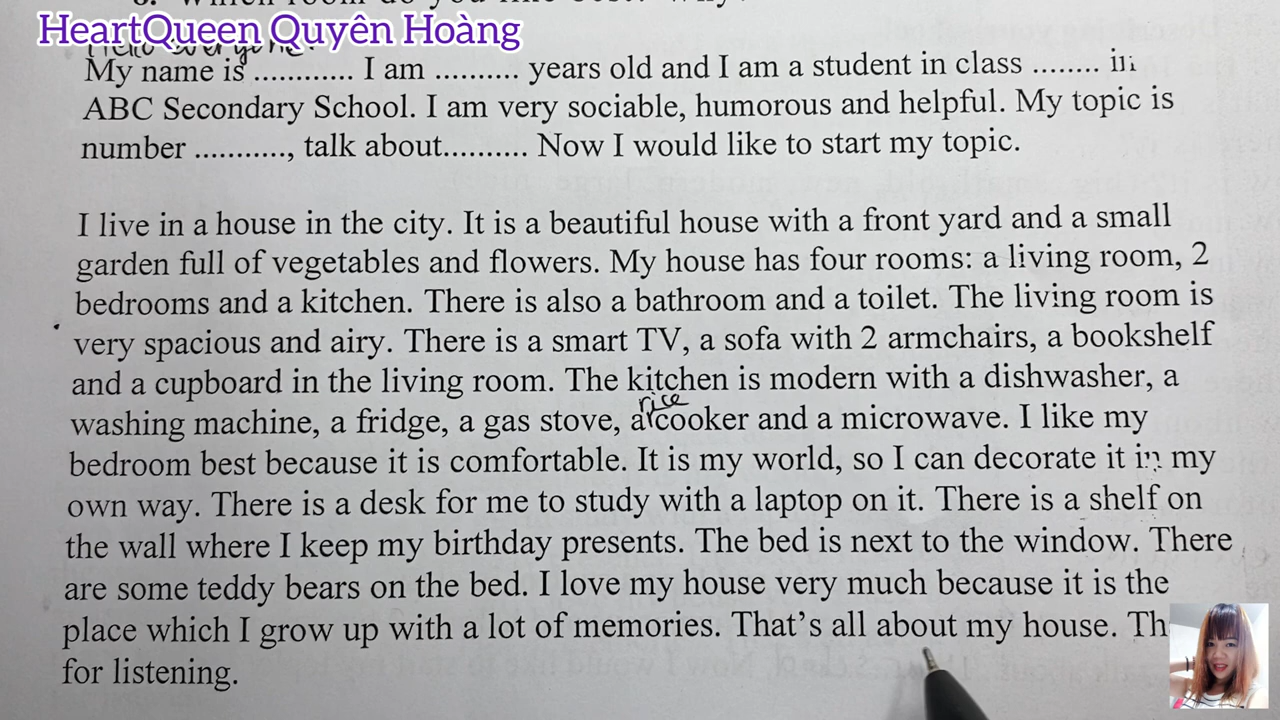 8. Which room do you like best? Why?
HeartQueen Quyên Hoàng
Hello everyone!
My name is ............ I am .......... years old and I am a student in class ........ in
ABC Secondary School. I am very sociable, humorous and helpful. My topic is
number ..........., talk about.......... Now I would like to start my topic.
I live in a house in the city. It is a beautiful house with a front yard and a small
garden full of vegetables and flowers. My house has four rooms: a living room, 2
bedrooms and a kitchen. There is also a bathroom and a toilet. The living room is
very spacious and airy. There is a smart TV, a sofa with 2 armchairs, a bookshelf
and a cupboard in the living room. The kitchen is modern with a dishwasher, a
washing machine, a fridge, a gas stove, a rice cooker and a microwave. I like my
bedroom best because it is comfortable. It is my world, so I can decorate it in my
own way. There is a desk for me to study with a laptop on it. There is a shelf on
the wall where I keep my birthday presents. The bed is next to the window. There
are some teddy bears on the bed. I love my house very much because it is the
place which I grow up with a lot of memories. That’s all about my house. Th
for listening.